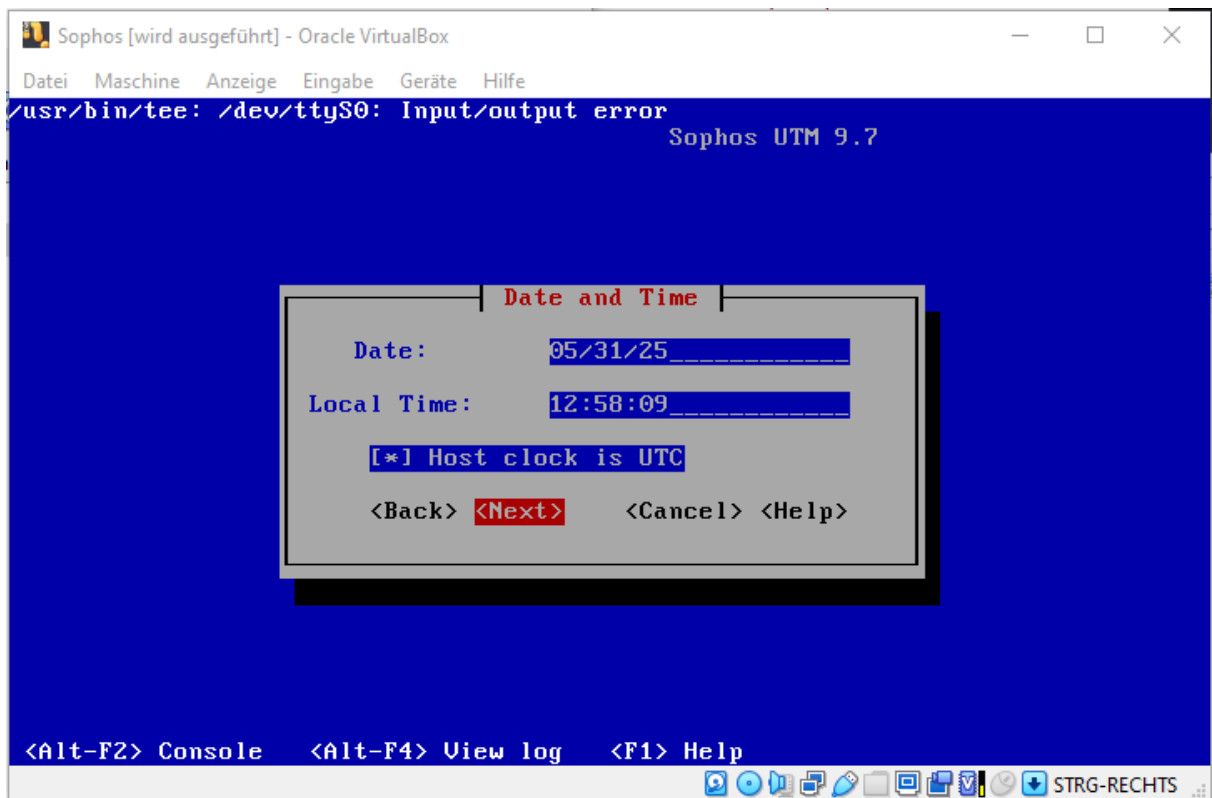 Sophos [wird ausgeführt] - Oracle VirtualBox
Datei Maschine Anzeige Eingabe Geräte Hilfe
/usr/bin/tee: /dev/ttyS0: Input/output error
Sophos UTM 9.7
Date and Time
Date: 05/31/25____________
Local Time: 12:58:09____________
[*] Host clock is UTC
<Back> <Next> <Cancel> <Help>
<Alt-F2> Console <Alt-F4> View log <F1> Help
STRG-RECHTS